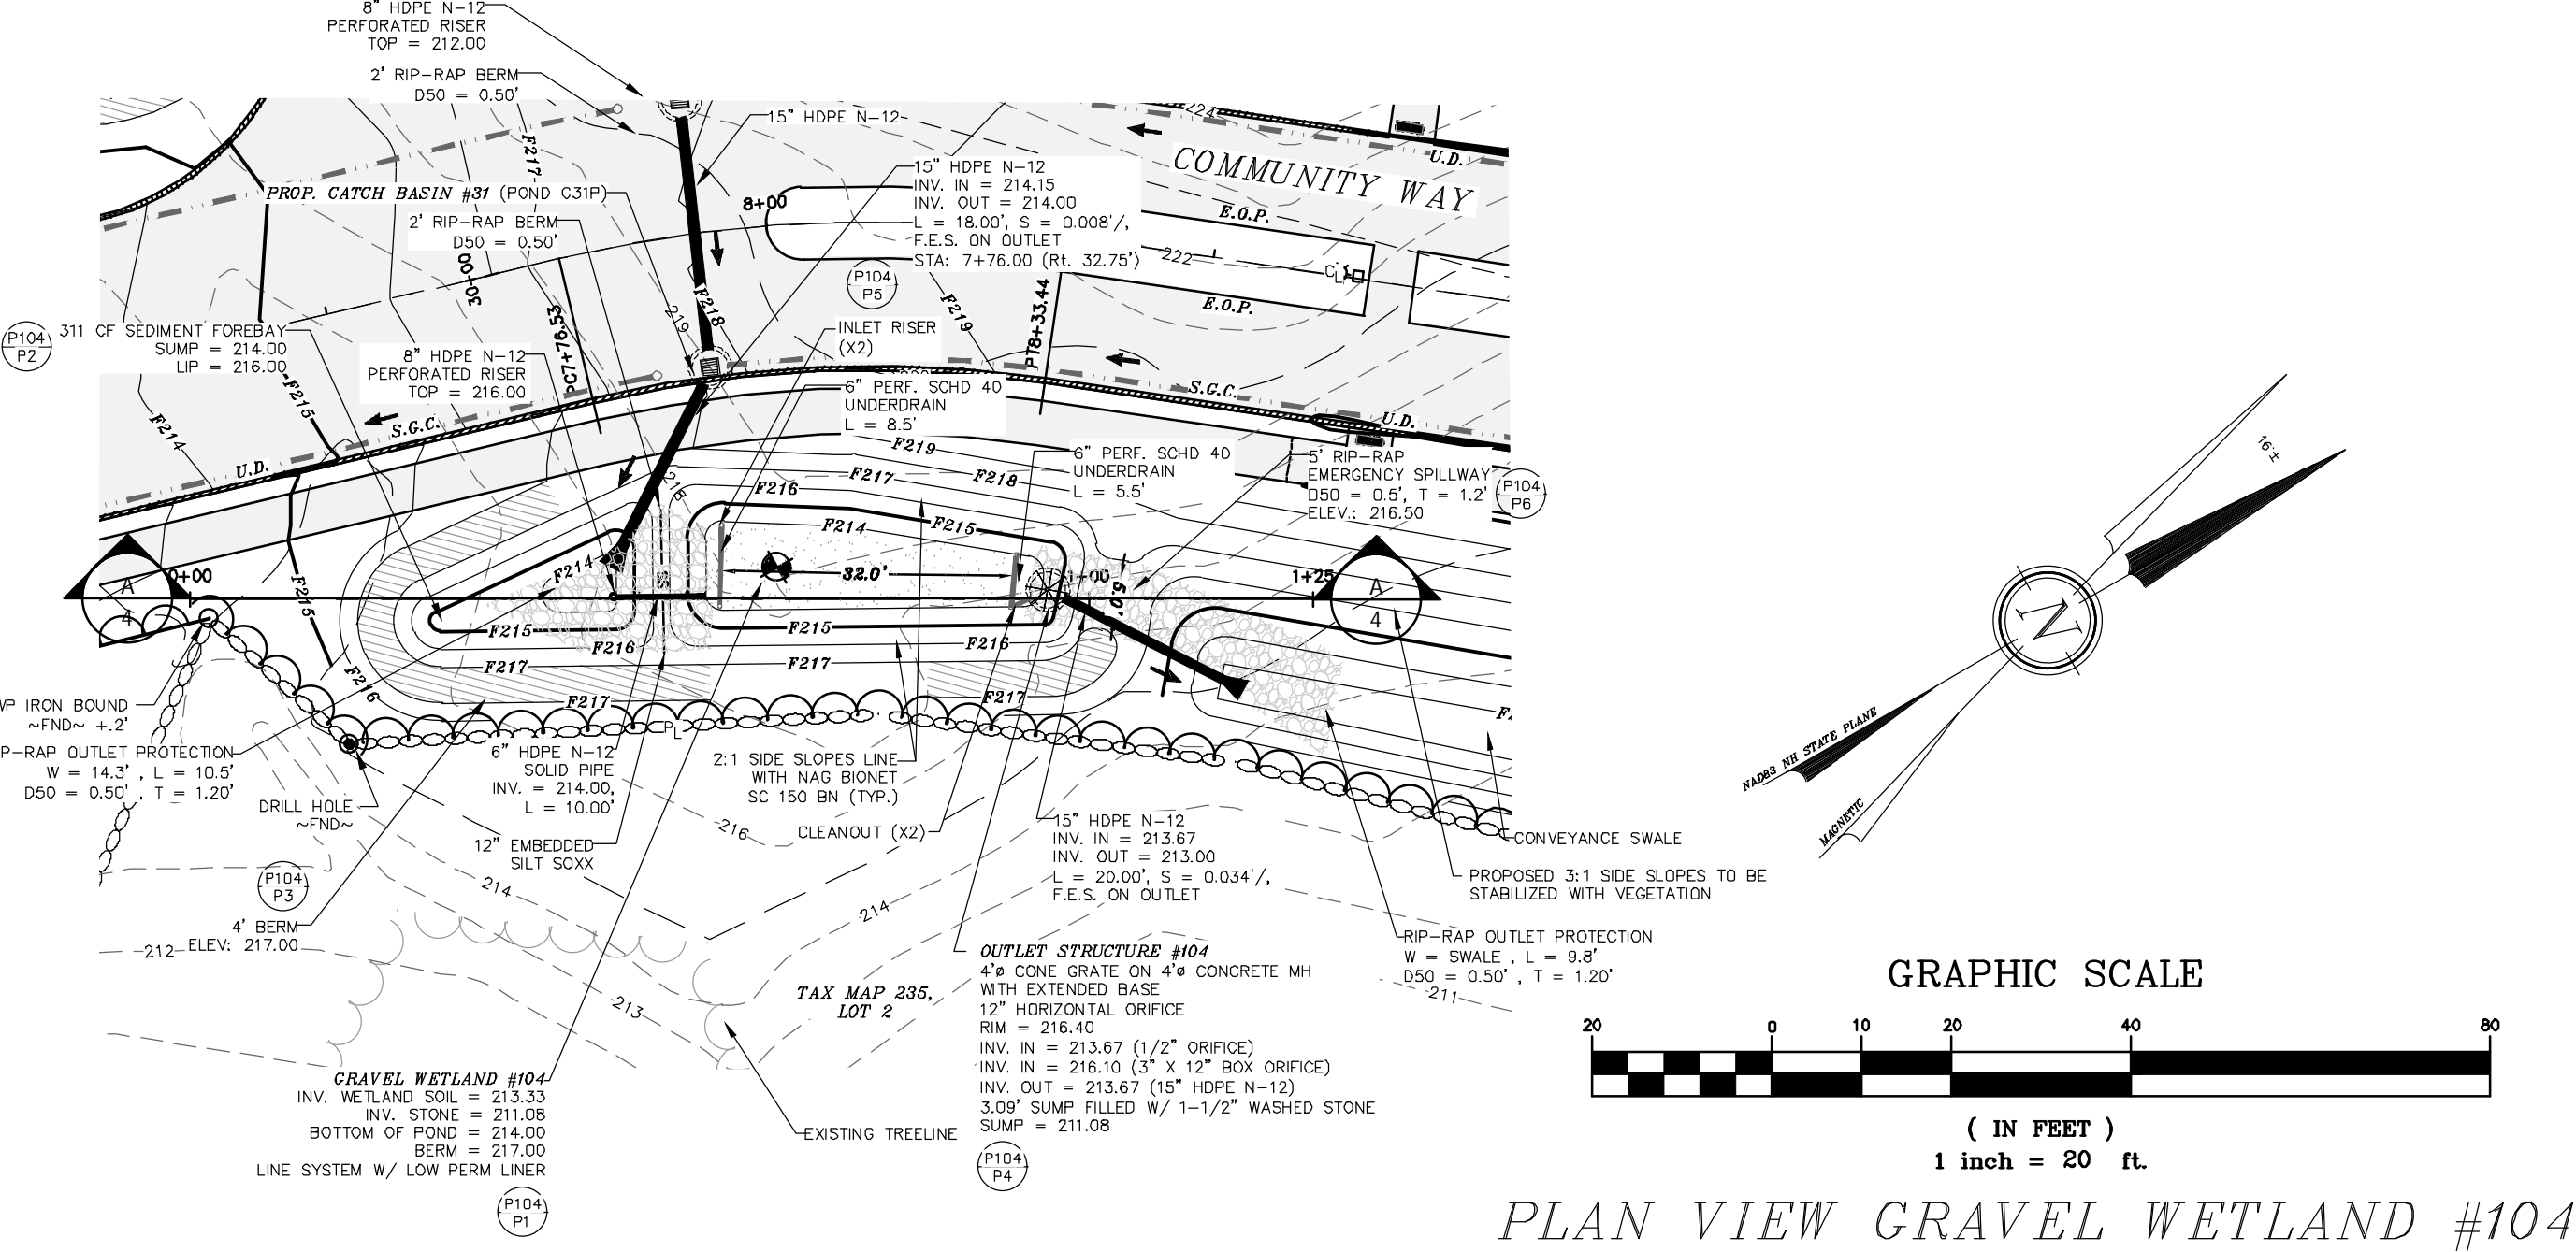 8" HDPE N-12
PERFORATED RISER
TOP = 212.00
2' RIP-RAP BERM
D50 = 0.50'
15" HDPE N-12
224
U.D.
COMMUNITY WAY
F217
PROP. CATCH BASIN #31 (POND C31P)
2' RIP-RAP BERM
D50 = 0.50'
8+00
15" HDPE N-12
INV. IN = 214.15
INV. OUT = 214.00
L = 18.00', S = 0.008'/,
F.E.S. ON OUTLET
STA: 7+76.00 (Rt. 32.75')
E.O.P.
222
CL
E.O.P.
P104
P5
30+00
PC7+76.53
F218
219
F219
PT8+33.44
P104
P2
311 CF SEDIMENT FOREBAY
SUMP = 214.00
LIP = 216.00
8" HDPE N-12
PERFORATED RISER
TOP = 216.00
INLET RISER
(X2)
6" PERF. SCHD 40
UNDERDRAIN
L = 8.5'
F215
F214
S.G.C.
U.D.
S.G.C.
U.D.
F219
F217
F218
F216
218
6" PERF. SCHD 40
UNDERDRAIN
L = 5.5'
5' RIP-RAP
EMERGENCY SPILLWAY
D50 = 0.5', T = 1.2'
ELEV.: 216.50
P104
P6
16'±
F214
F215
A
4
0+00
F214
32.0'
1+00
6.0'
1+25
A
4
N
F215
F215
F215
F216
F216
F217
F217
F216
F217
F217
PL
IRON BOUND
~FND~ +.2'
P-RAP OUTLET PROTECTION
W = 14.3' , L = 10.5'
D50 = 0.50' , T = 1.20'
DRILL HOLE
~FND~
6" HDPE N-12
SOLID PIPE
INV. = 214.00,
L = 10.00'
12" EMBEDDED
SILT SOXX
2:1 SIDE SLOPES LINE
WITH NAG BIONET
SC 150 BN (TYP.)
216
CLEANOUT (X2)
15" HDPE N-12
INV. IN = 213.67
INV. OUT = 213.00
L = 20.00', S = 0.034'/,
F.E.S. ON OUTLET
CONVEYANCE SWALE
PROPOSED 3:1 SIDE SLOPES TO BE
STABILIZED WITH VEGETATION
NAD83 NH STATE PLANE
MAGNETIC
P104
P3
214
214
4' BERM
ELEV: 217.00
212
213
TAX MAP 235,
LOT 2
RIP-RAP OUTLET PROTECTION
W = SWALE , L = 9.8'
D50 = 0.50' , T = 1.20'
211
OUTLET STRUCTURE #104
4'ø CONE GRATE ON 4'ø CONCRETE MH
WITH EXTENDED BASE
12" HORIZONTAL ORIFICE
RIM = 216.40
INV. IN = 213.67 (1/2" ORIFICE)
INV. IN = 216.10 (3" X 12" BOX ORIFICE)
INV. OUT = 213.67 (15" HDPE N-12)
3.09' SUMP FILLED W/ 1-1/2" WASHED STONE
SUMP = 211.08
P104
P4
EXISTING TREELINE
GRAVEL WETLAND #104
INV. WETLAND SOIL = 213.33
INV. STONE = 211.08
BOTTOM OF POND = 214.00
BERM = 217.00
LINE SYSTEM W/ LOW PERM LINER
P104
P1
GRAPHIC SCALE
20 0 10 20 40 80
( IN FEET )
1 inch = 20 ft.
PLAN VIEW GRAVEL WETLAND #104